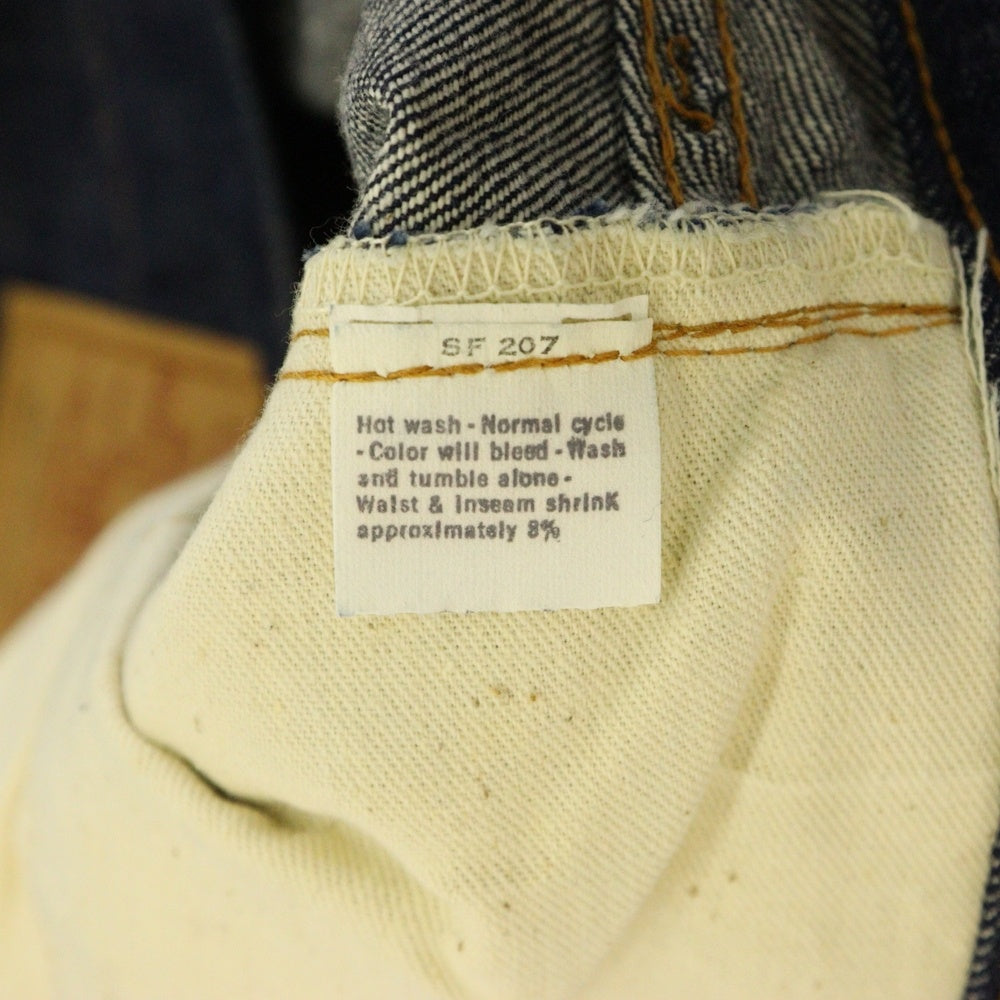 SF 207
Hot wash - Normal cycle
- Color will bleed - Wash
and tumble alone -
Waist & inseam shrink
approximately 8%